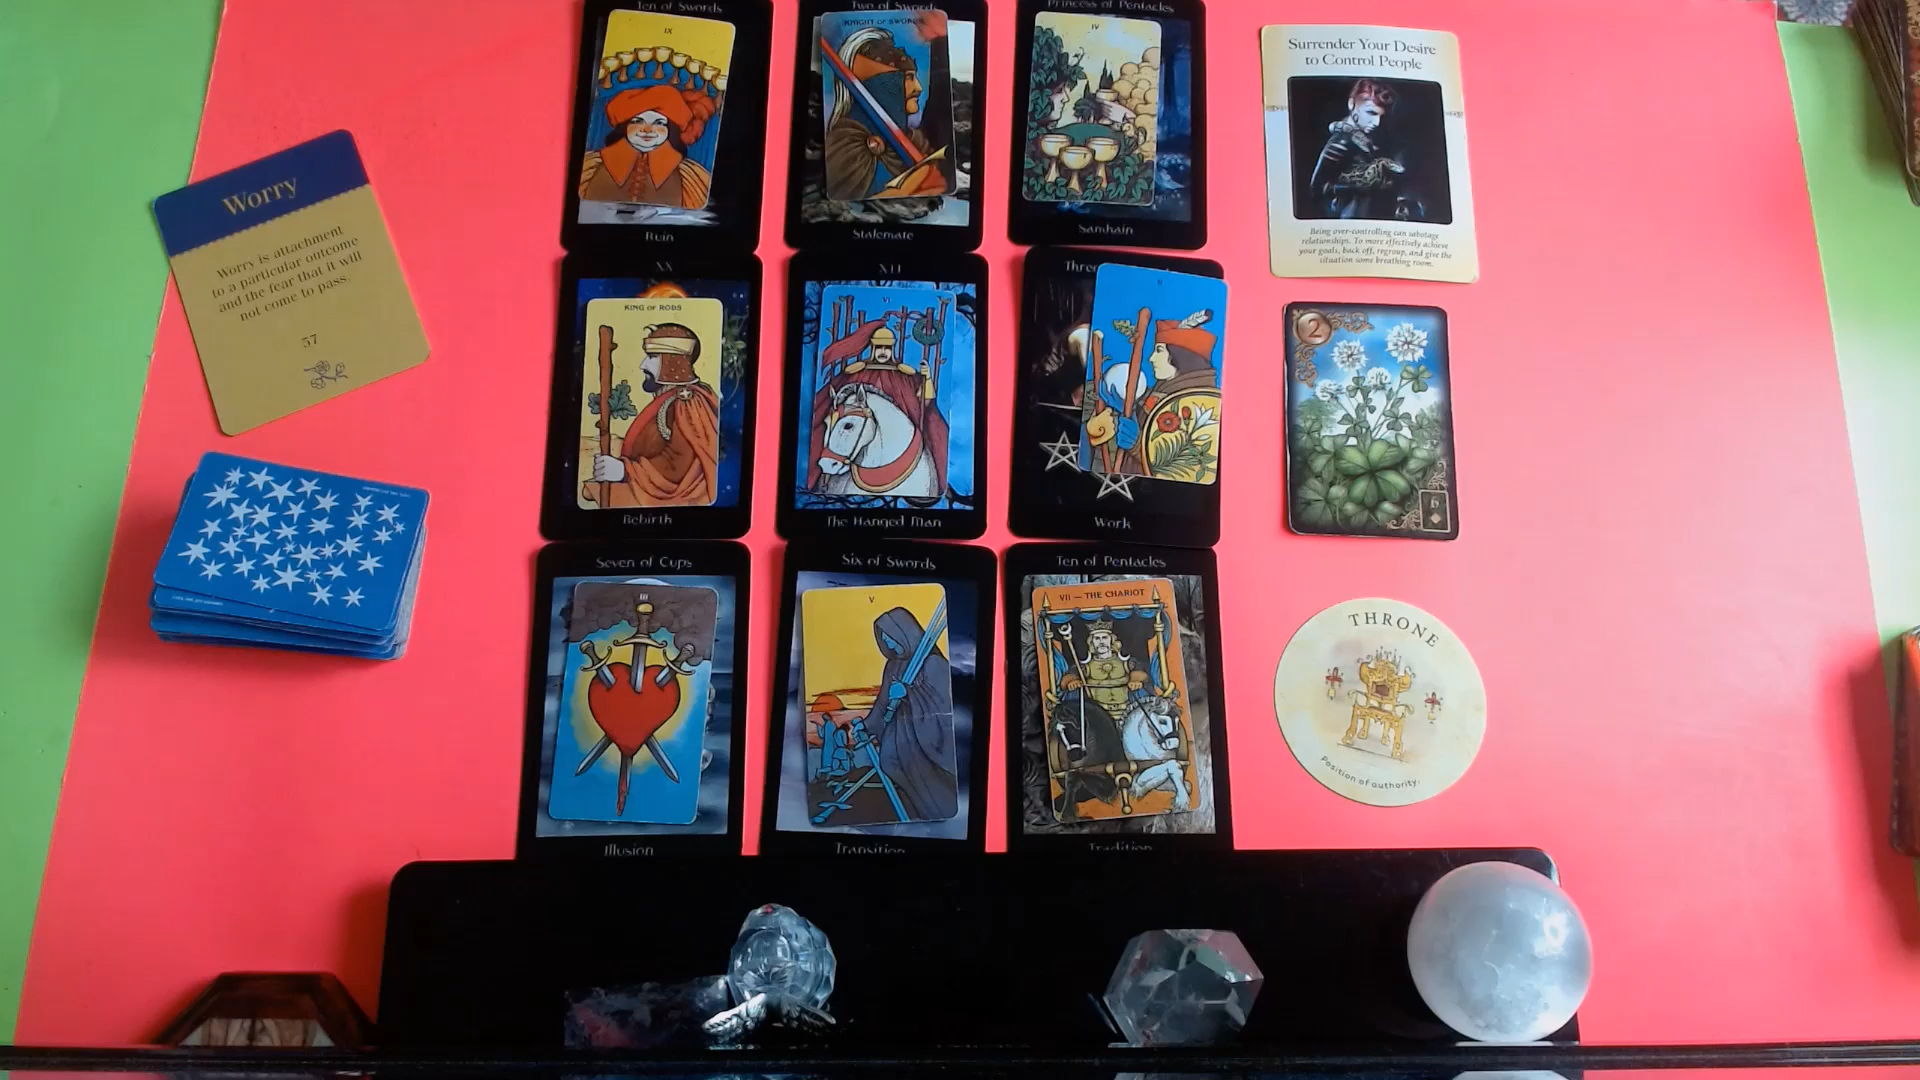 Ten of Swords
IX
Ruin
Two of Swords
KNIGHT OF SWORDS
Stalemate
Princess of Pentacles
IV
Samhain
Surrender Your Desire
to Control People
Being over-controlling can sabotage
relationships. To more effectively achieve
your goals, back off, regroup, and give the
situation some breathing room.
Worry
Worry is attachment
to a particular outcome
and the fear that it will
not come to pass.
57
XX
KING OF RODS
Rebirth
XII
VI
The Hanged Man
Three
II
Work
2
6
Seven of Cups
III
Illusion
Six of Swords
V
Transition
Ten of Pentacles
VII — THE CHARIOT
Tradition
THRONE
Position of authority.